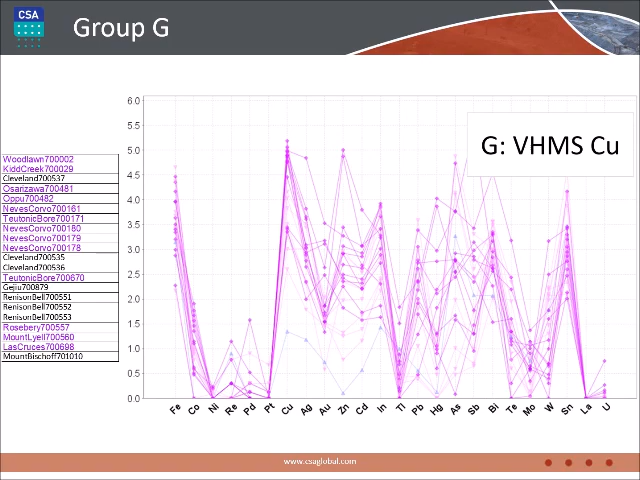 CSA
Group G
6.0
5.5
5.0
4.5
4.0
3.5
3.0
2.5
2.0
1.5
1.0
0.5
0.0
G: VHMS Cu
Woodlawn700002
KiddCreek700029
Cleveland700537
Osarizawa700481
Oppu700482
NevesCorvo700161
TeutonicBore700171
NevesCorvo700180
NevesCorvo700179
NevesCorvo700178
Cleveland700535
Cleveland700536
TeutonicBore700670
Gejiu700879
RenisonBell700551
RenisonBell700552
RenisonBell700553
Rosebery700557
MountLyell700560
LasCruces700698
MountBischoff701010
Fe Co Ni Re Pd Pt Cu Ag Au Zn Cd In Tl Pb Hg As Sb Bi Te Mo W Sn La U
www.csaglobal.com